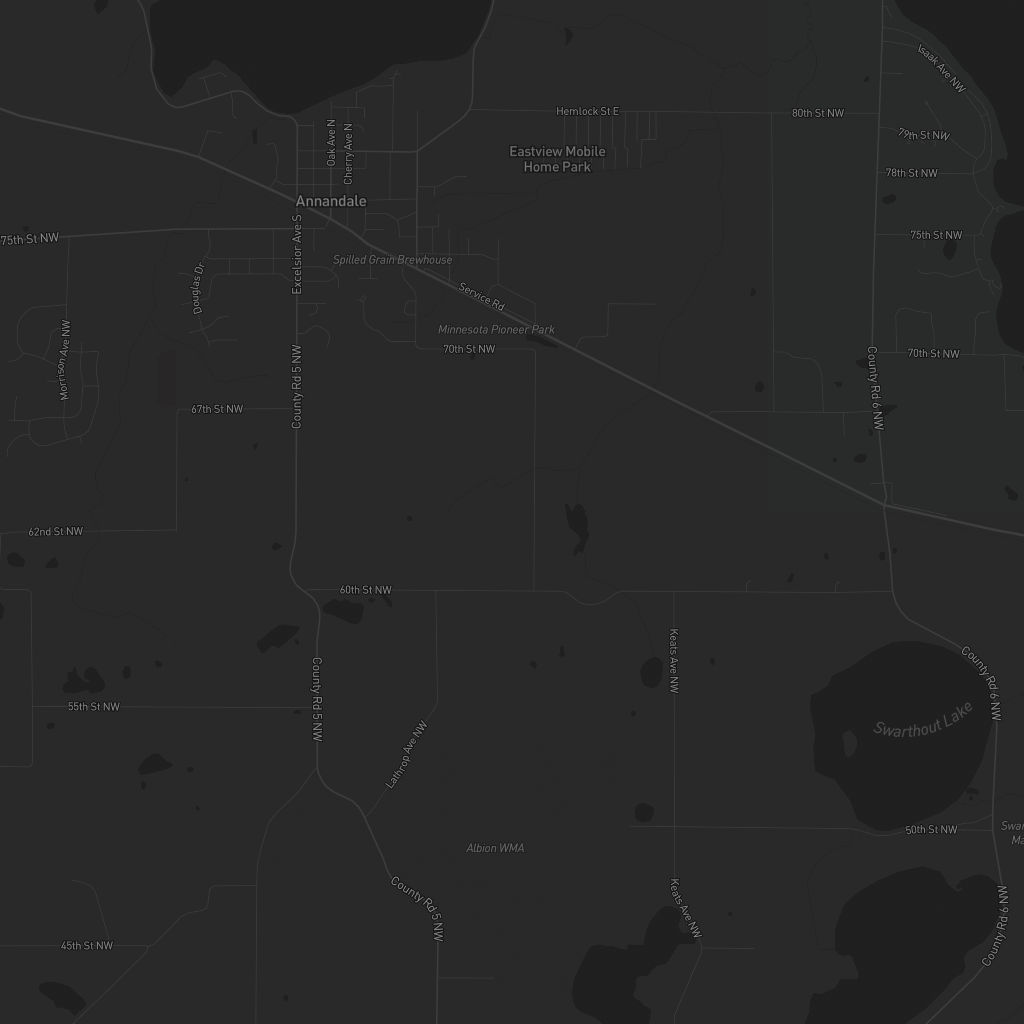 Isaak Ave NW
Hemlock St E
80th St NW
Oak Ave N
Cherry Ave N
79th St NW
Eastview Mobile
Home Park
78th St NW
Annandale
75th St NW
75th St NW
Excelsior Ave S
Spilled Grain Brewhouse
Douglas Dr
Service Rd
Minnesota Pioneer Park
70th St NW
70th St NW
Morrison Ave NW
County Rd 5 NW
County Rd 6 NW
67th St NW
62nd St NW
60th St NW
Keats Ave NW
County Rd 6 NW
County Rd 5 NW
55th St NW
Swarthout Lake
Lathrop Ave NW
50th St NW
Swar
Ma
Albion WMA
County Rd 5 NW
Keats Ave NW
County Rd 6 NW
45th St NW